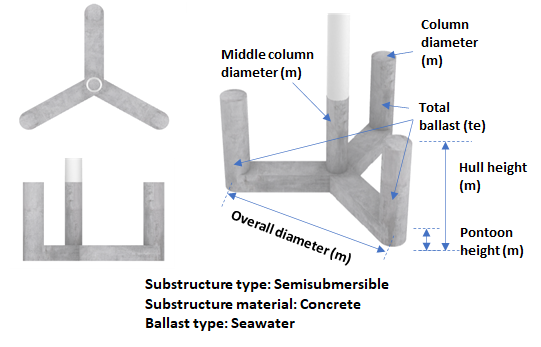 Column
diameter
(m)
Middle column
diameter (m)
Total
ballast (te)
Hull height
(m)
Overall diameter (m)
Pontoon
height (m)
Substructure type: Semisubmersible
Substructure material: Concrete
Ballast type: Seawater